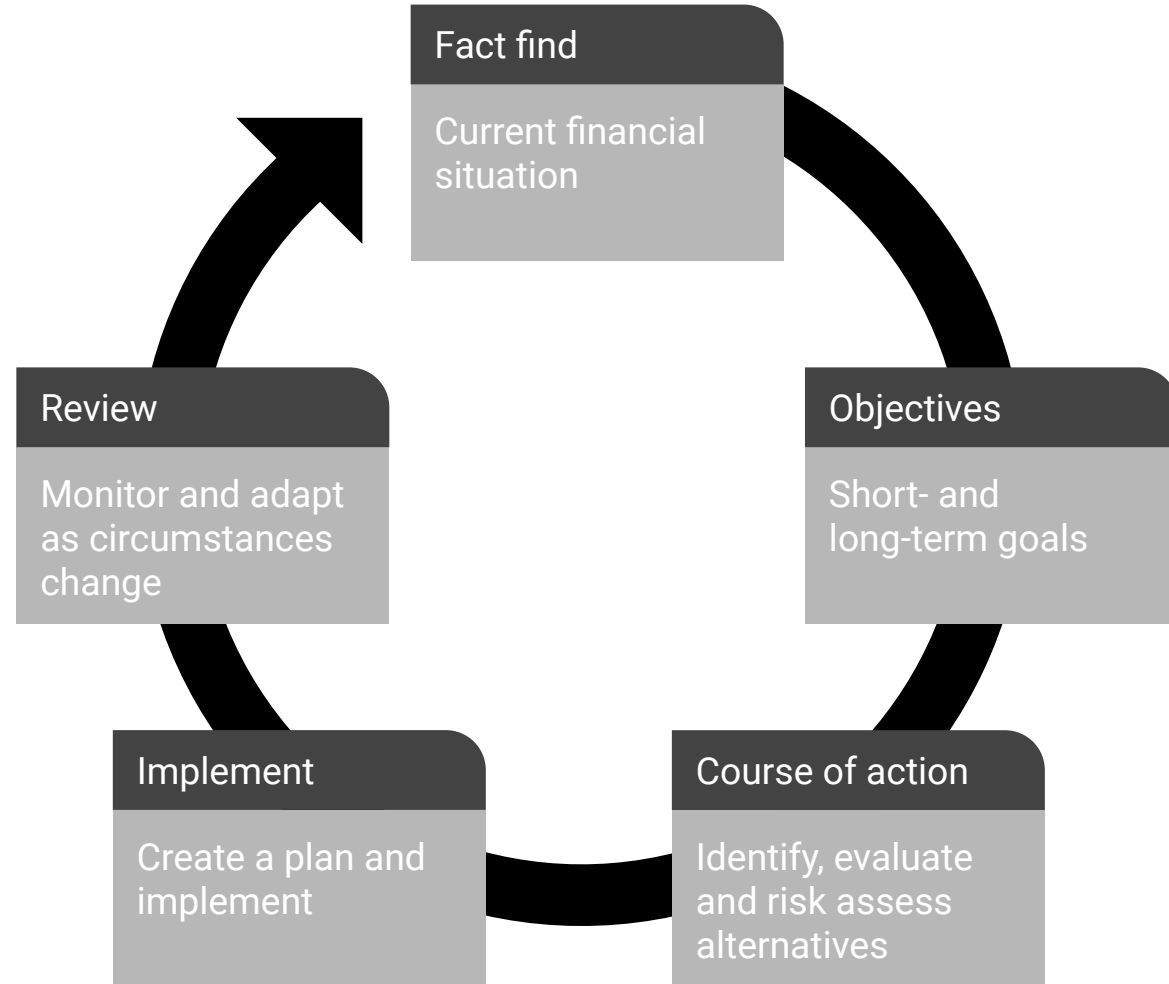 Fact find
Current financial
situation
Objectives
Short- and
long-term goals
Course of action
Identify, evaluate
and risk assess
alternatives
Implement
Create a plan and
implement
Review
Monitor and adapt
as circumstances
change